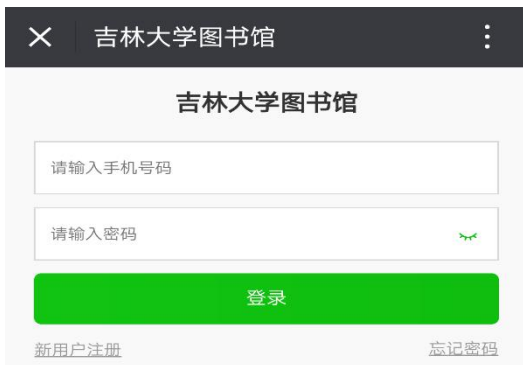 吉林大学图书馆
吉林大学图书馆
请输入手机号码
请输入密码
登录
新用户注册 忘记密码